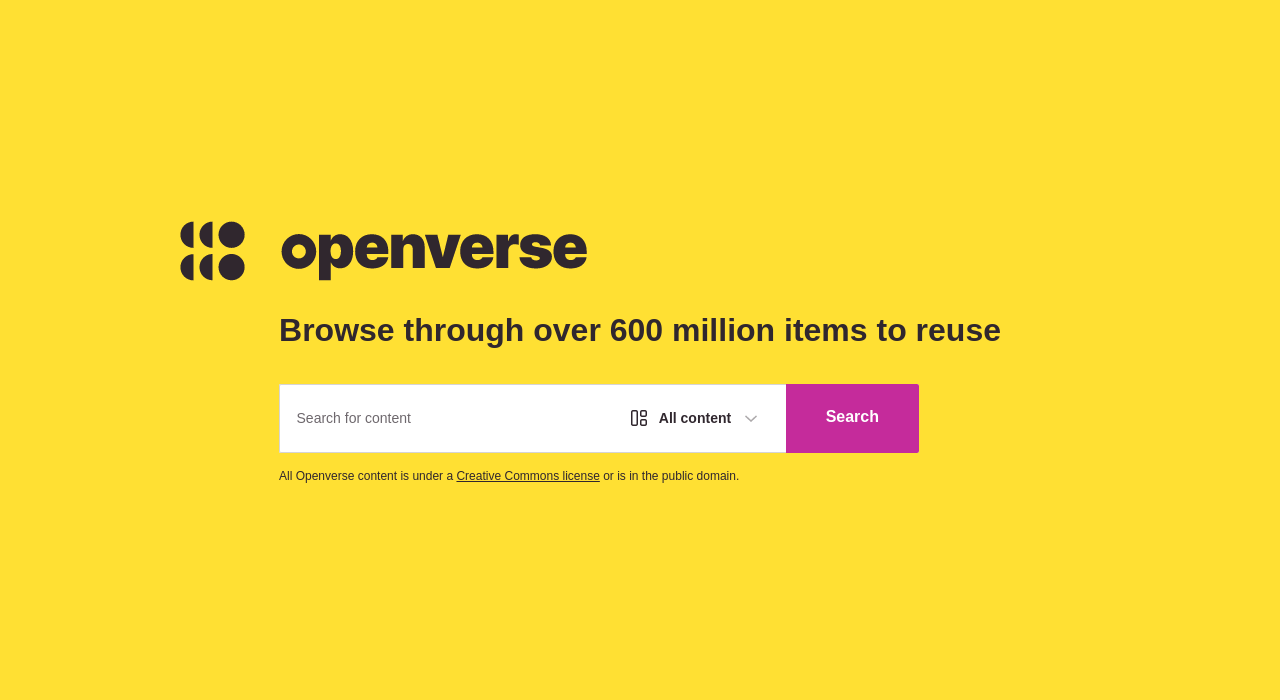 openverse
Browse through over 600 million items to reuse
Search for content
All content
Search
All Openverse content is under a Creative Commons license or is in the public domain.